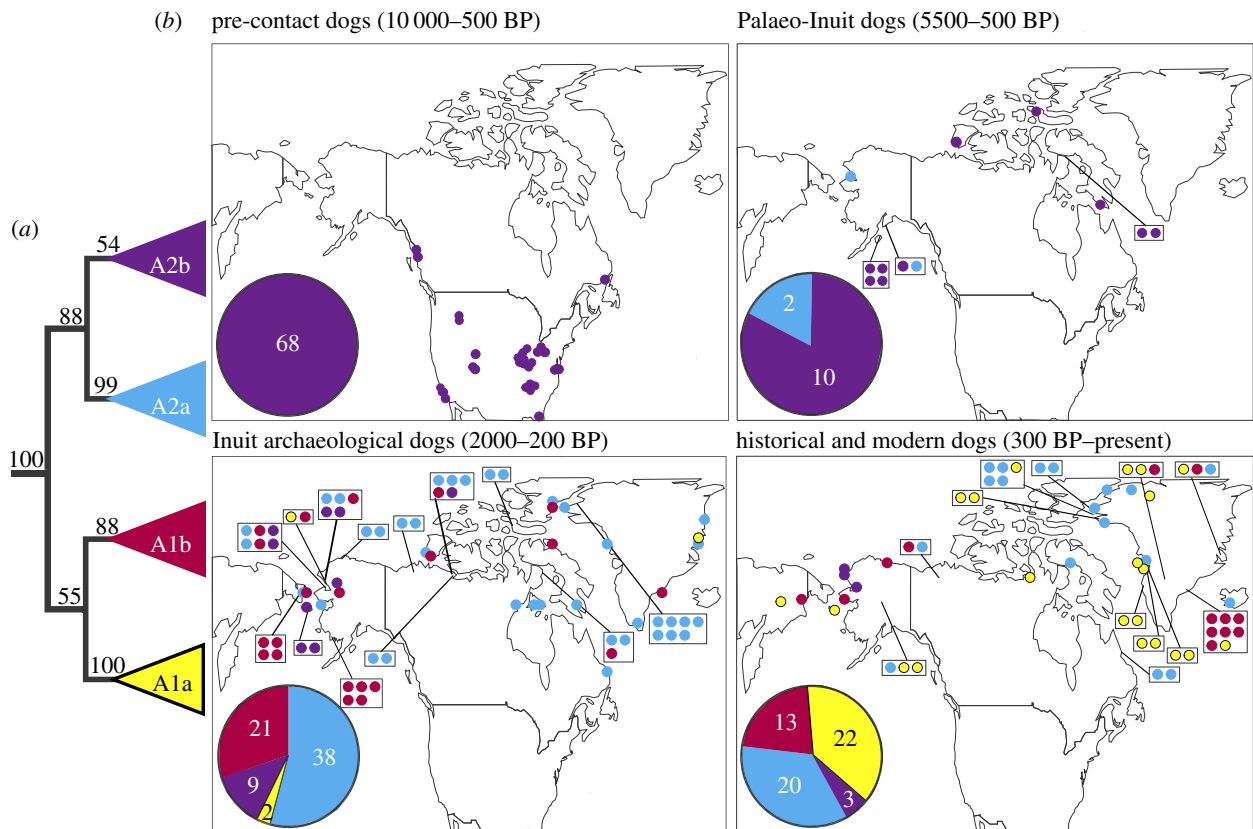 (b) pre-contact dogs (10 000–500 BP)
Palaeo-Inuit dogs (5500–500 BP)
(a)
54
A2b
88
99
A2a
100
88
A1b
55
100
A1a
68
2
10
Inuit archaeological dogs (2000–200 BP)
historical and modern dogs (300 BP–present)
21
38
9
2
13
22
20
3